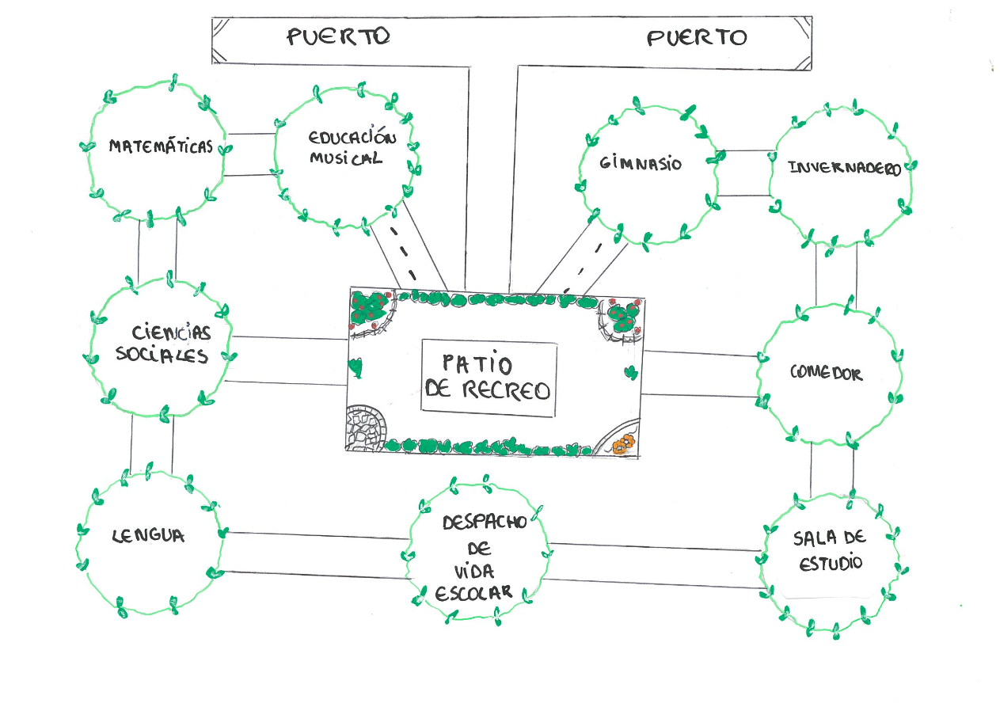 PUERTO
PUERTO
MATEMÁTICAS
EDUCACIÓN
MUSICAL
GIMNASIO
INVERNADERO
CIENCIAS
SOCIALES
PATIO
DE RECREO
COMEDOR
LENGUA
DESPACHO
DE
VIDA
ESCOLAR
SALA DE
ESTUDIO